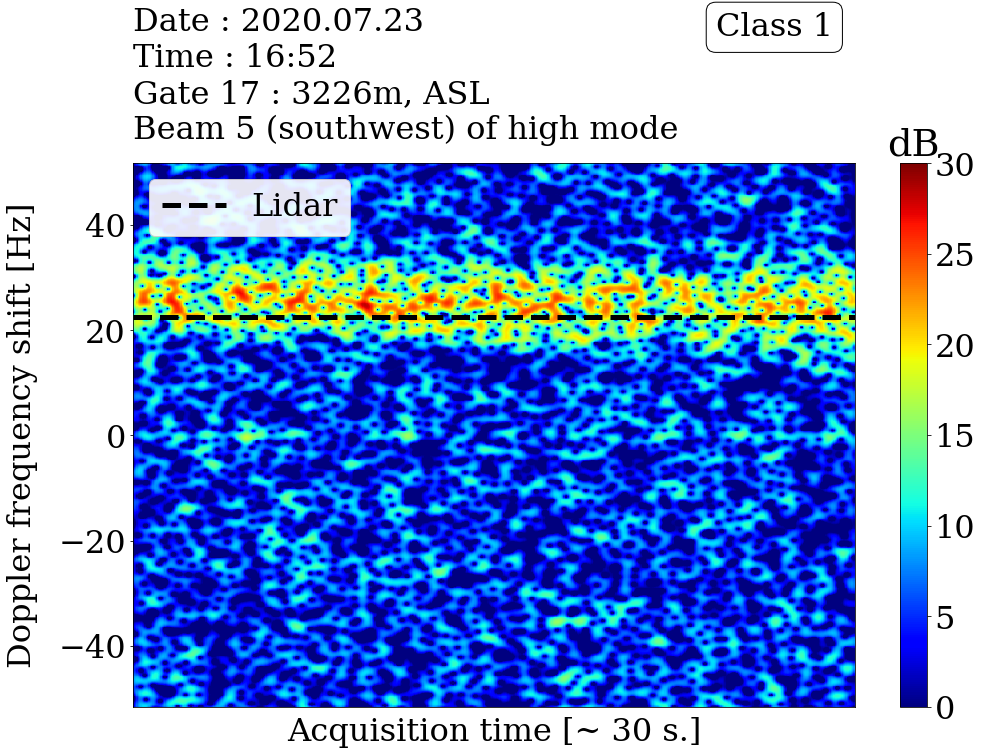 Date : 2020.07.23
Time : 16:52
Gate 17 : 3226m, ASL
Beam 5 (southwest) of high mode
Class 1
dB
Lidar
Doppler frequency shift [Hz]
40
20
0
−20
−40
Acquisition time [~ 30 s.]
30
25
20
15
10
5
0